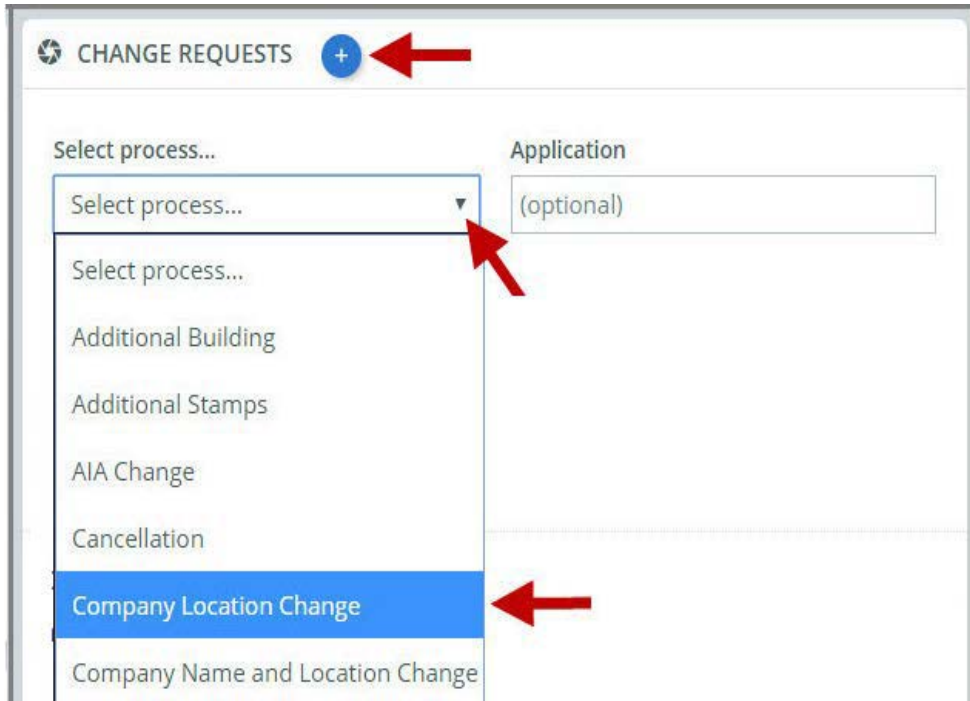 CHANGE REQUESTS +
Select process... Application
Select process... (optional)
Select process...
Additional Building
Additional Stamps
AIA Change
Cancellation
Company Location Change
Company Name and Location Change